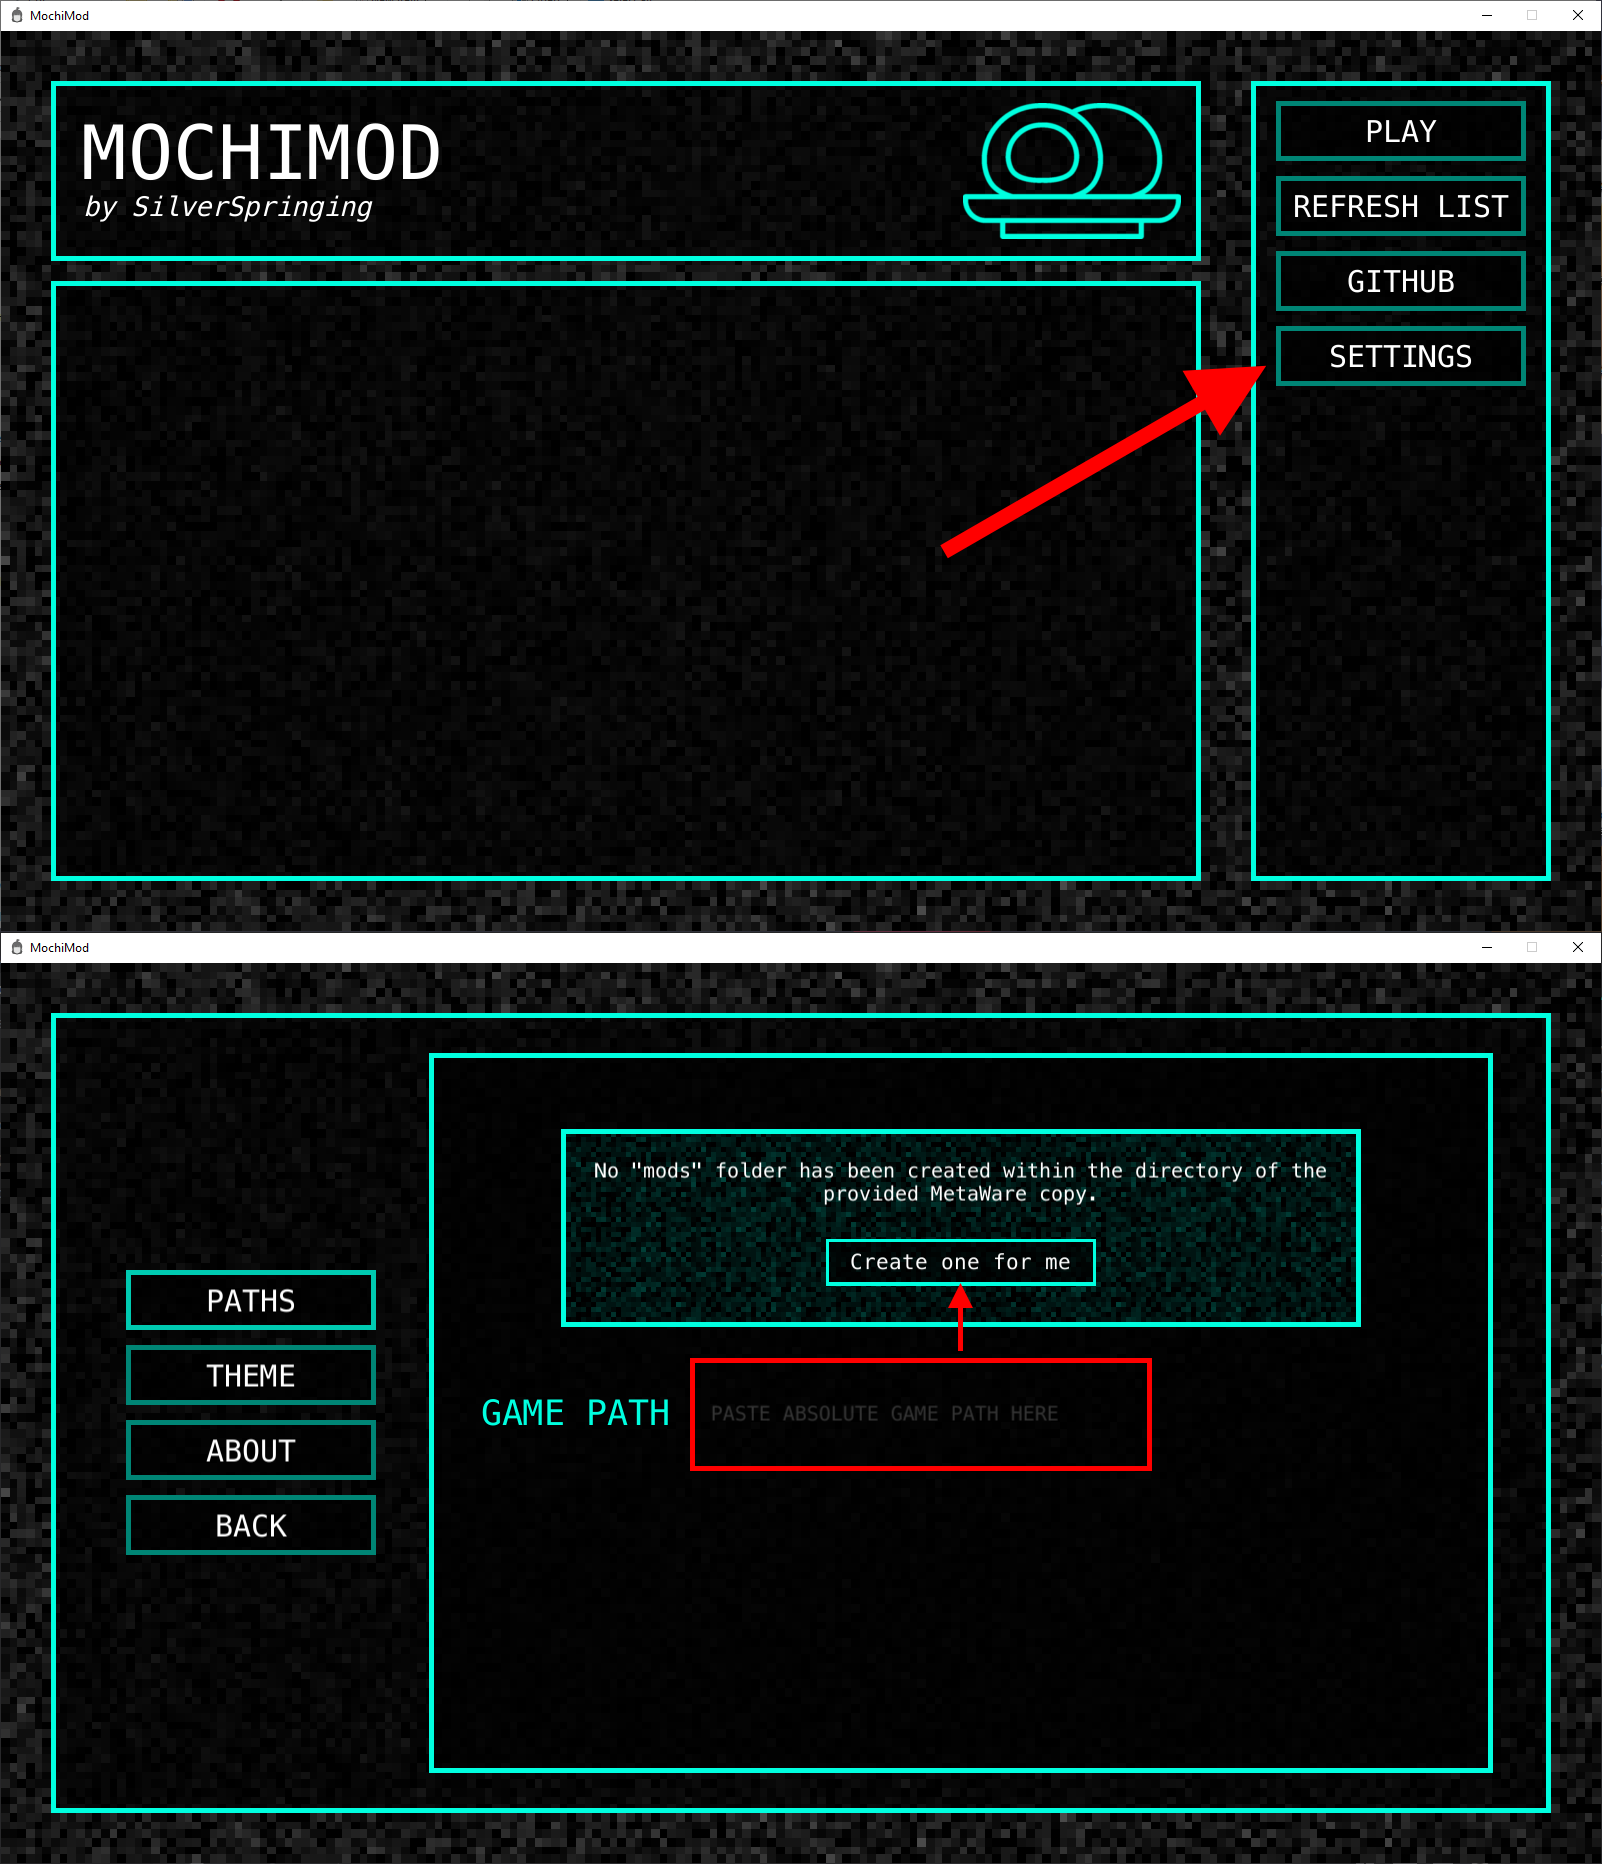 MochiMod
MOCHIMOD
by SilverSpringing
PLAY
REFRESH LIST
GITHUB
SETTINGS
MochiMod
PATHS
THEME
ABOUT
BACK
No "mods" folder has been created within the directory of the
provided MetaWare copy.
Create one for me
GAME PATH
PASTE ABSOLUTE GAME PATH HERE